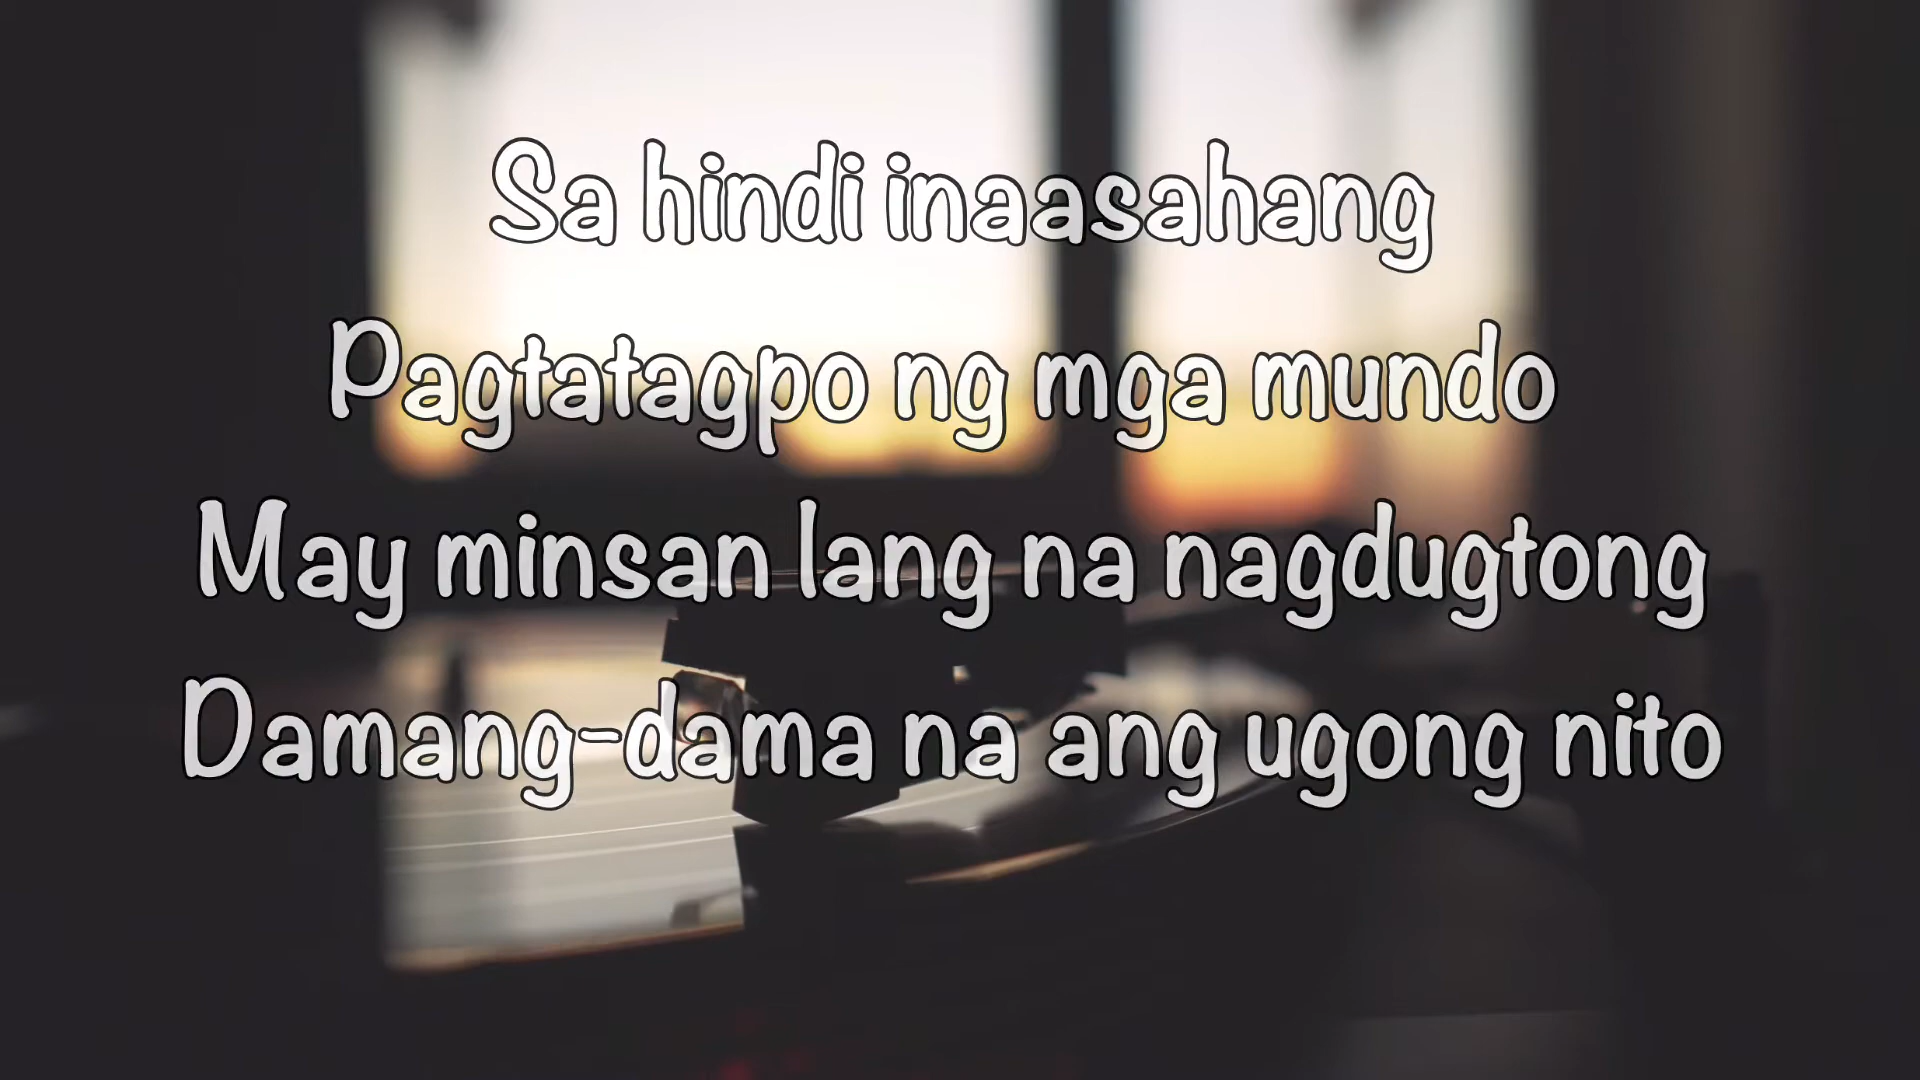 Sa hindi inaasahang
Pagtatagpo ng mga mundo
May minsan lang na nagdugtong
Damang-dama na ang ugong nito